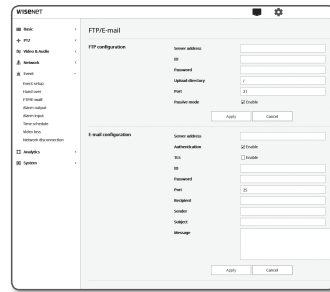 WISENET
Basic
PTZ
Video & Audio
Network
Event
Event setup
Hand over
FTP/E-mail
Alarm output
Alarm input
Time schedule
Video loss
Network disconnection
Analytics
System
FTP/E-mail
FTP configuration
Server address
ID
Password
Upload directory /
Port 21
Passive mode Enable
Apply Cancel
E-mail configuration
Server address
Authentication Enable
TLS Enable
ID
Password
Port 25
Recipient
Sender
Subject
Message
Apply Cancel